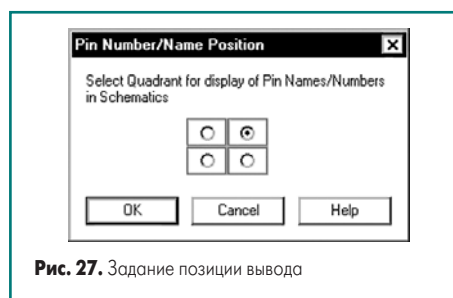 Pin Number/Name Position
Select Quadrant for display of Pin Names/Numbers
in Schematics
OK Cancel Help
Рис. 27. Задание позиции вывода